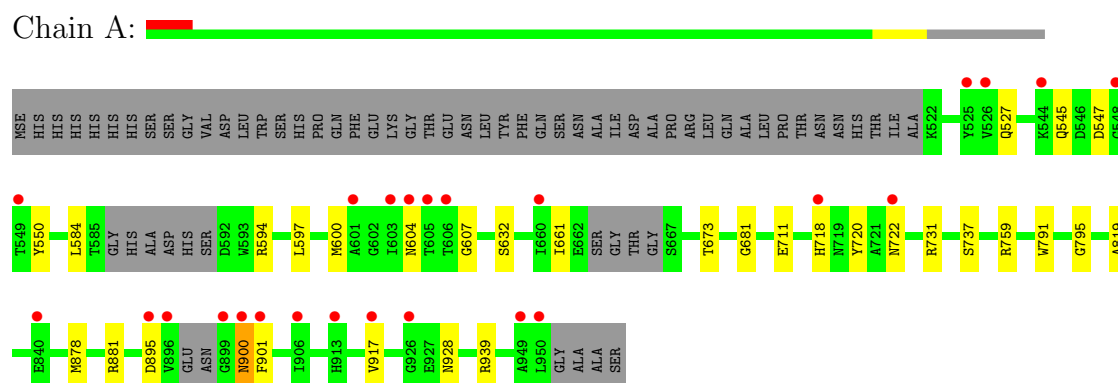 Chain A:
MSE HIS HIS HIS HIS HIS HIS SER SER GLY VAL ASP LEU TRP SER HIS PRO GLN PHE GLU LYS GLY THR GLU ASN LEU TYR PHE GLN SER ASN ALA ILE ASP ALA PRO ARG LEU GLN ALA LEU PRO THR ASN ASN HIS THR ILE ALA K522 Y525 V526 Q527 K544 Q545 D546 D547 G548
T549 Y550 L584 T585 GLY HIS ALA ASP HIS SER D592 W593 R594 L597 M600 A601 G602 I603 N604 T605 T606 G607 S632 I660 I661 E662 SER GLY THR GLY S667 T673 G681 E711 H718 N719 Y720 A721 N722 R731 S737 R759 W791 G795 A819
E840 M878 R881 D895 V896 GLU ASN G899 N900 F901 I906 H913 V917 G926 E927 N928 R939 A949 L950 GLY ALA ALA SER